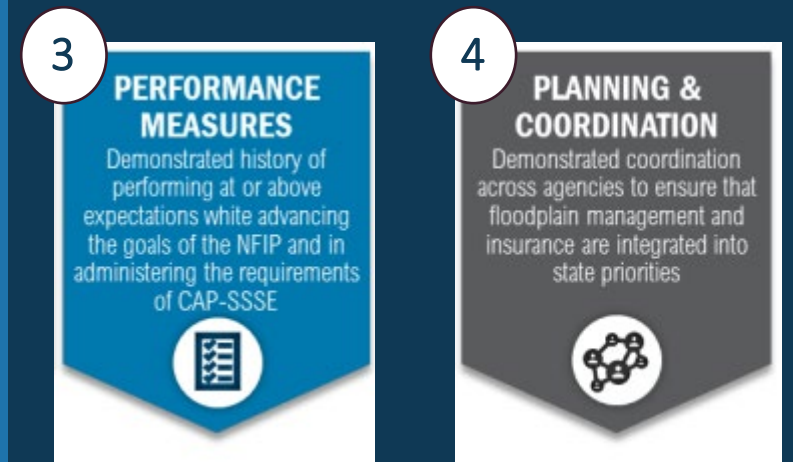 3
PERFORMANCE
MEASURES
Demonstrated history of
performing at or above
expectations while advancing
the goals of the NFIP and in
administering the requirements
of CAP-SSSE
4
PLANNING &
COORDINATION
Demonstrated coordination
across agencies to ensure that
floodplain management and
insurance are integrated into
state priorities